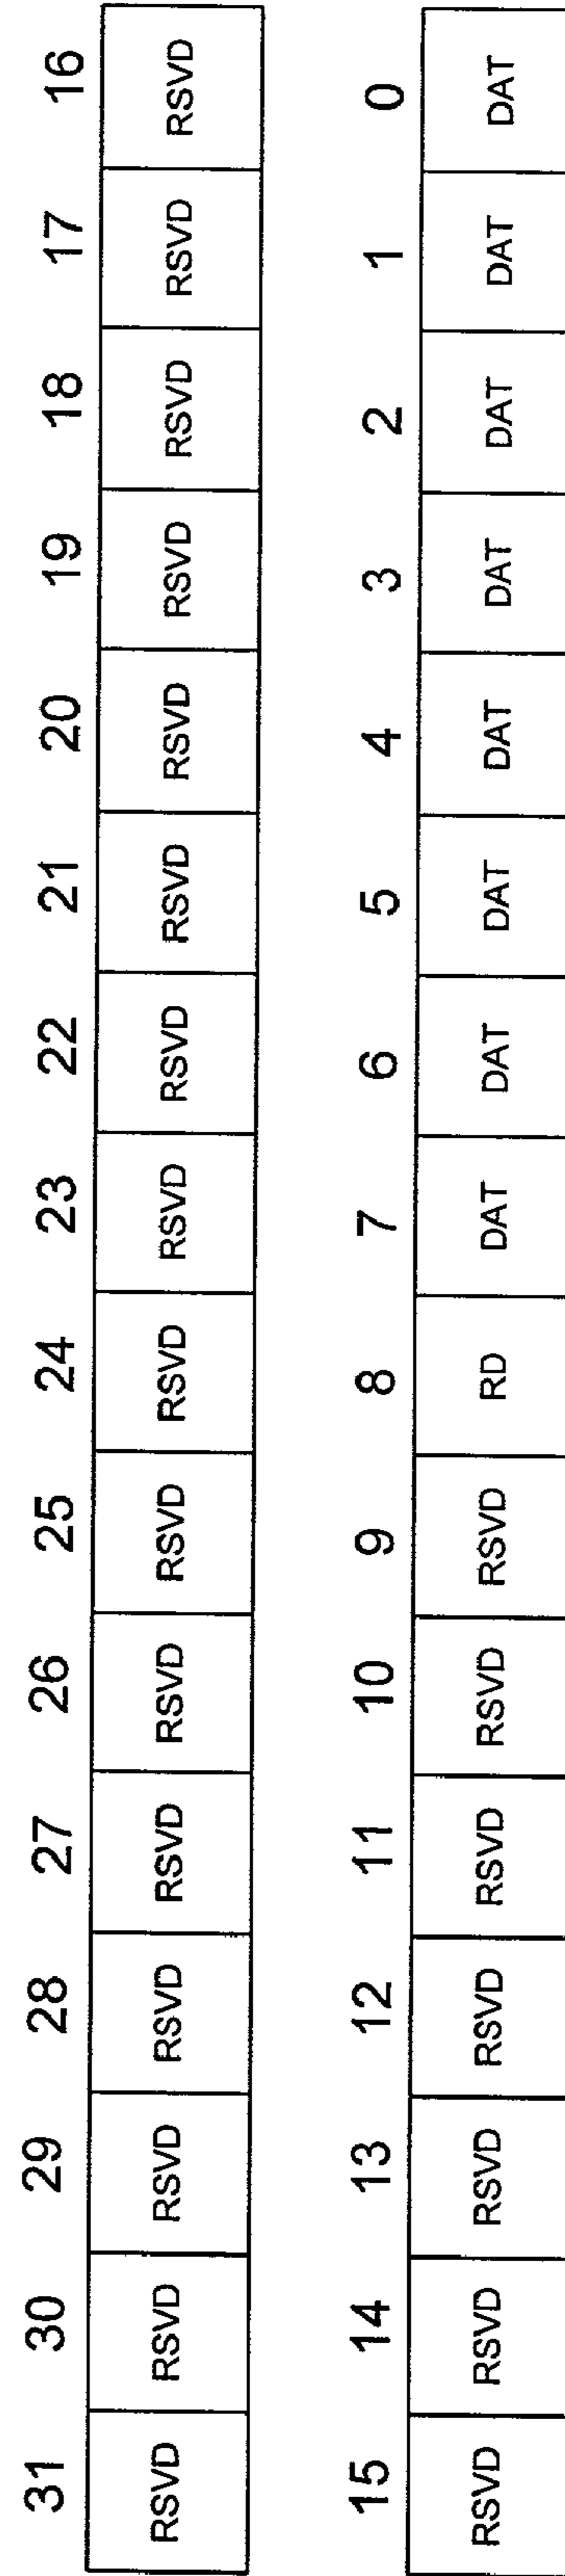 31 30 29 28 27 26 25 24 23 22 21 20 19 18 17 16
RSVD RSVD RSVD RSVD RSVD RSVD RSVD RSVD RSVD RSVD RSVD RSVD RSVD RSVD RSVD RSVD
15 14 13 12 11 10 9 8 7 6 5 4 3 2 1 0
RSVD RSVD RSVD RSVD RSVD RSVD RSVD RD DAT DAT DAT DAT DAT DAT DAT DAT